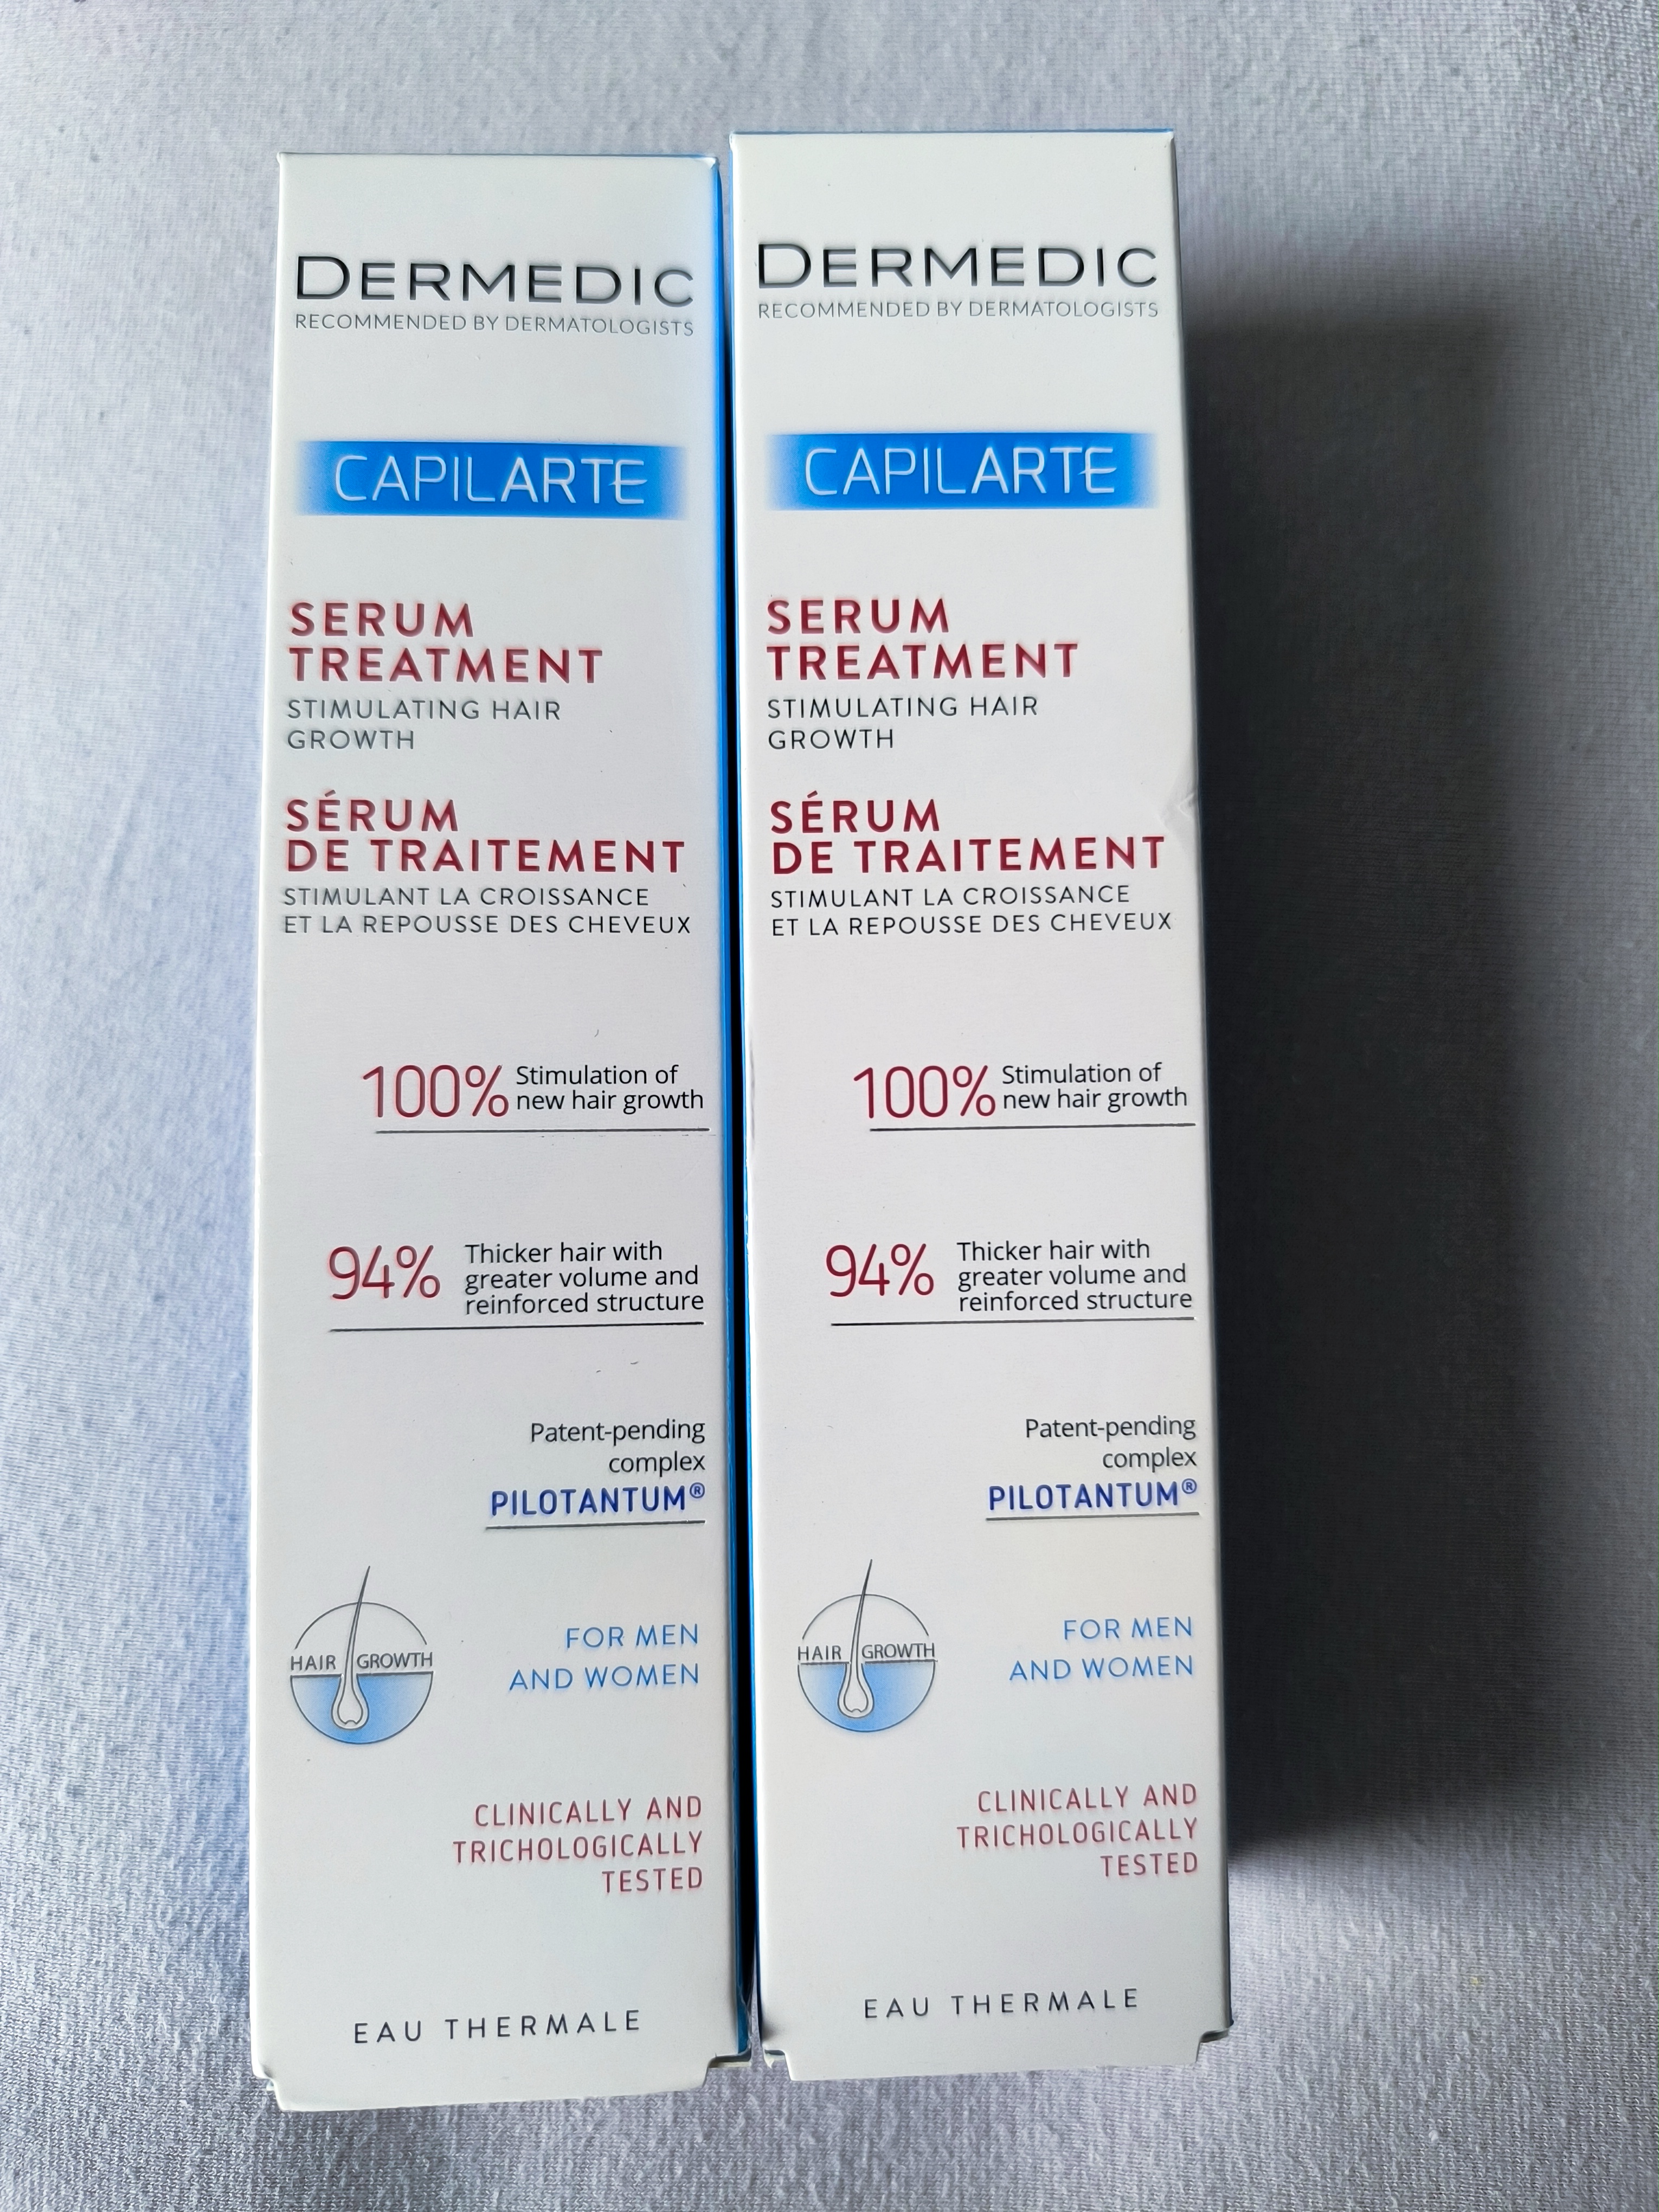 DERMEDIC
RECOMMENDED BY DERMATOLOGISTS
CAPILARTE
SERUM
TREATMENT
STIMULATING HAIR
GROWTH
SÉRUM
DE TRAITEMENT
STIMULANT LA CROISSANCE
ET LA REPOUSSE DES CHEVEUX
100% Stimulation of
new hair growth
94% Thicker hair with
greater volume and
reinforced structure
Patent-pending
complex
PILOTANTUM®
HAIR GROWTH
FOR MEN
AND WOMEN
CLINICALLY AND
TRICHOLOGICALLY
TESTED
EAU THERMALE
DERMEDIC
RECOMMENDED BY DERMATOLOGISTS
CAPILARTE
SERUM
TREATMENT
STIMULATING HAIR
GROWTH
SÉRUM
DE TRAITEMENT
STIMULANT LA CROISSANCE
ET LA REPOUSSE DES CHEVEUX
100% Stimulation of
new hair growth
94% Thicker hair with
greater volume and
reinforced structure
Patent-pending
complex
PILOTANTUM®
HAIR GROWTH
FOR MEN
AND WOMEN
CLINICALLY AND
TRICHOLOGICALLY
TESTED
EAU THERMALE